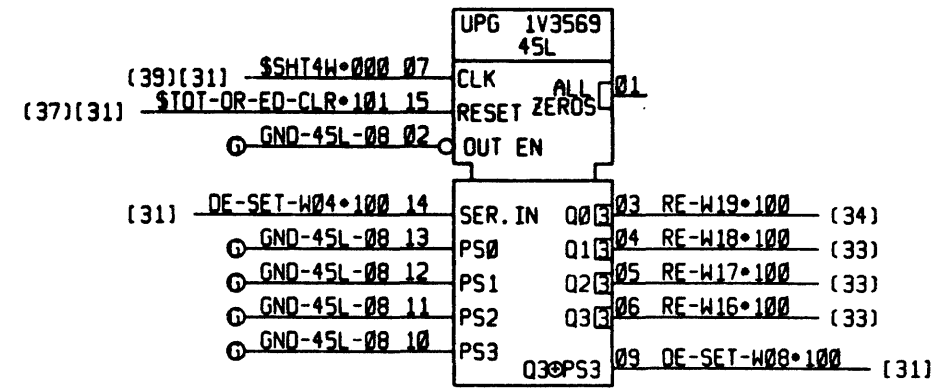 UPG 1V3569
45L
(39)[31] $SHT4W•000 07 CLK
ALL ZEROS 01
(37)[31] $TOT-OR-ED-CLR•101 15 RESET
G GND-45L-08 02 OUT EN
[31] DE-SET-W04•100 14 SER.IN Q0 3 03 RE-W19•100 (34)
G GND-45L-08 13 PS0 Q1 3 04 RE-W18•100 (33)
G GND-45L-08 12 PS1 Q2 3 05 RE-W17•100 (33)
G GND-45L-08 11 PS2 Q3 3 06 RE-W16•100 (33)
G GND-45L-08 10 PS3
Q3⊕PS3 09 DE-SET-W08•100 [31]